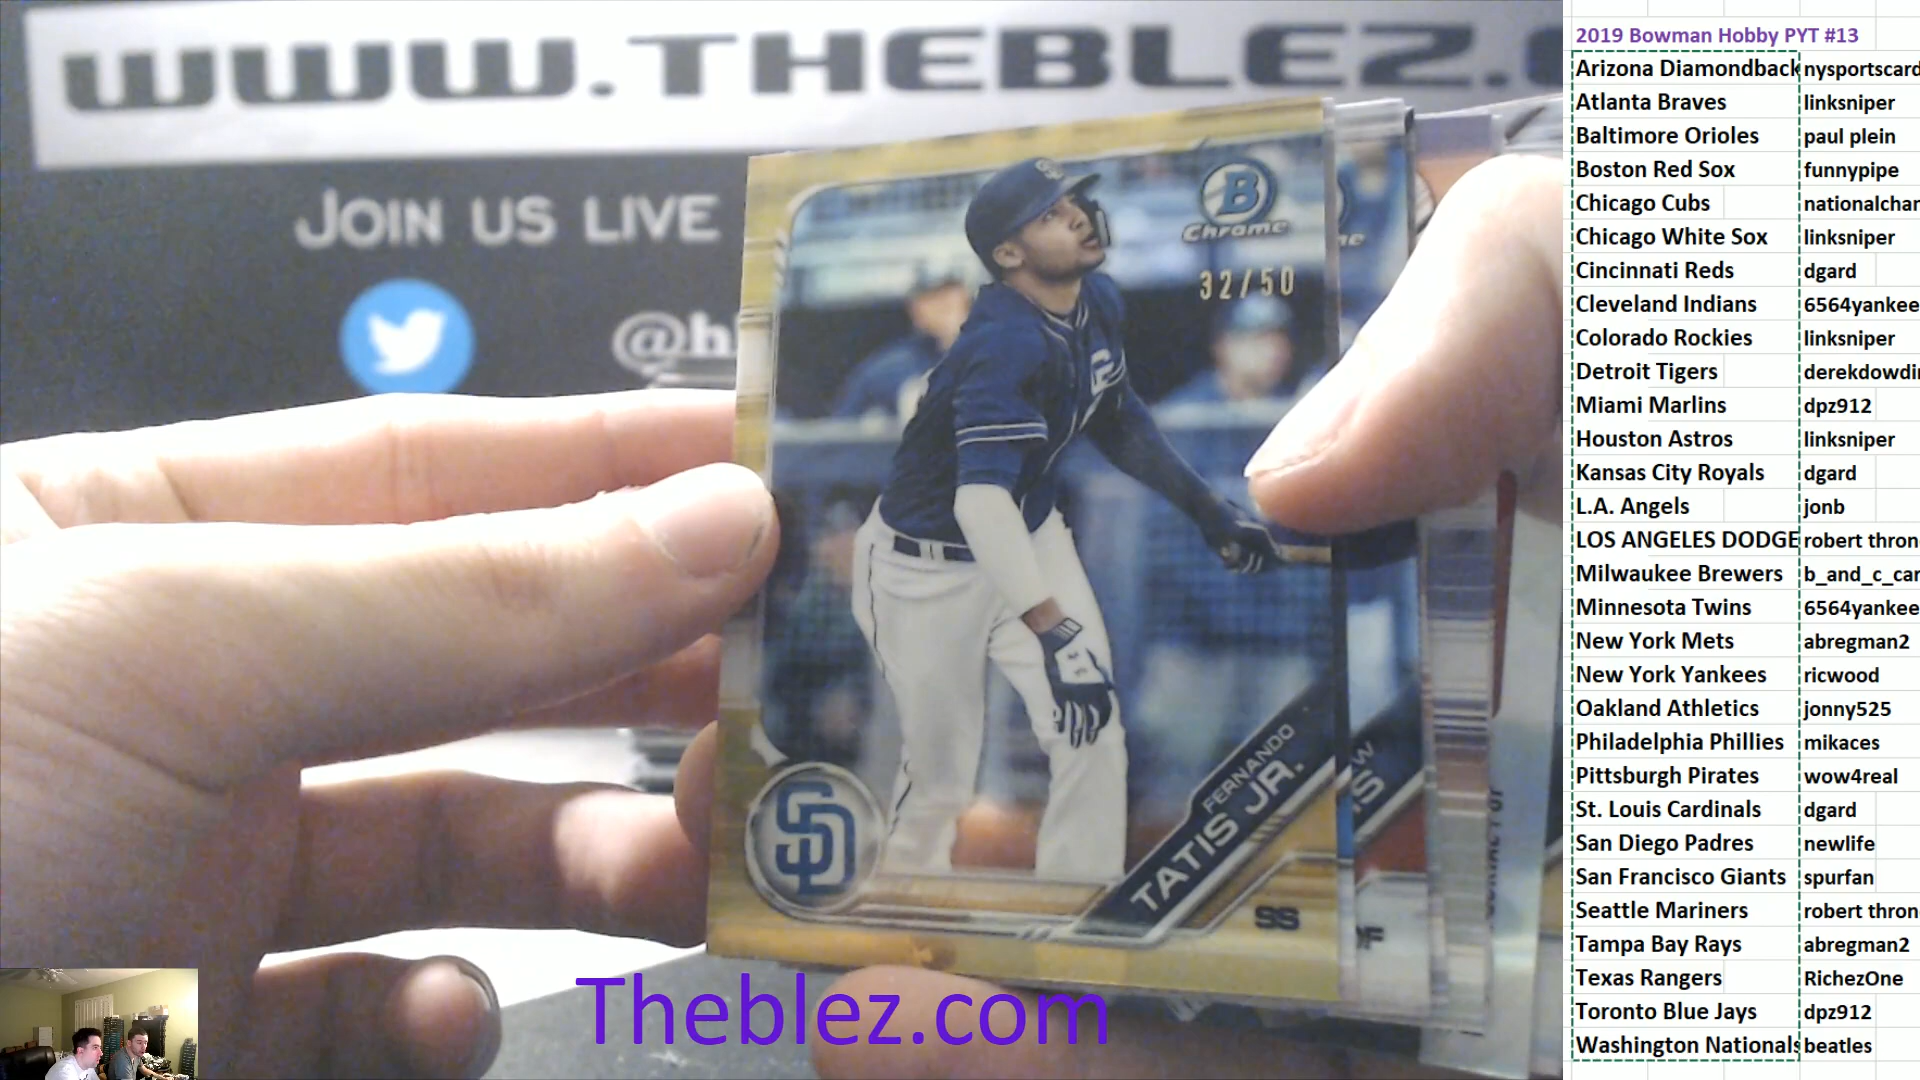 WWW.THEBLEZ.
JOIN US LIVE
@h
B
Chrome
32/50
FERNANDO
TATIS JR.
SS
SD
Theblez.com
2019 Bowman Hobby PYT #13
Arizona Diamondback nysportscard
Atlanta Braves linksniper
Baltimore Orioles paul plein
Boston Red Sox funnypipe
Chicago Cubs nationalchar
Chicago White Sox linksniper
Cincinnati Reds dgard
Cleveland Indians 6564yankee
Colorado Rockies linksniper
Detroit Tigers derekdowdin
Miami Marlins dpz912
Houston Astros linksniper
Kansas City Royals dgard
L.A. Angels jonb
LOS ANGELES DODGE robert thron
Milwaukee Brewers b_and_c_car
Minnesota Twins 6564yankee
New York Mets abregman2
New York Yankees ricwood
Oakland Athletics jonny525
Philadelphia Phillies mikaces
Pittsburgh Pirates wow4real
St. Louis Cardinals dgard
San Diego Padres newlife
San Francisco Giants spurfan
Seattle Mariners robert thron
Tampa Bay Rays abregman2
Texas Rangers RichezOne
Toronto Blue Jays dpz912
Washington Nationals beatles